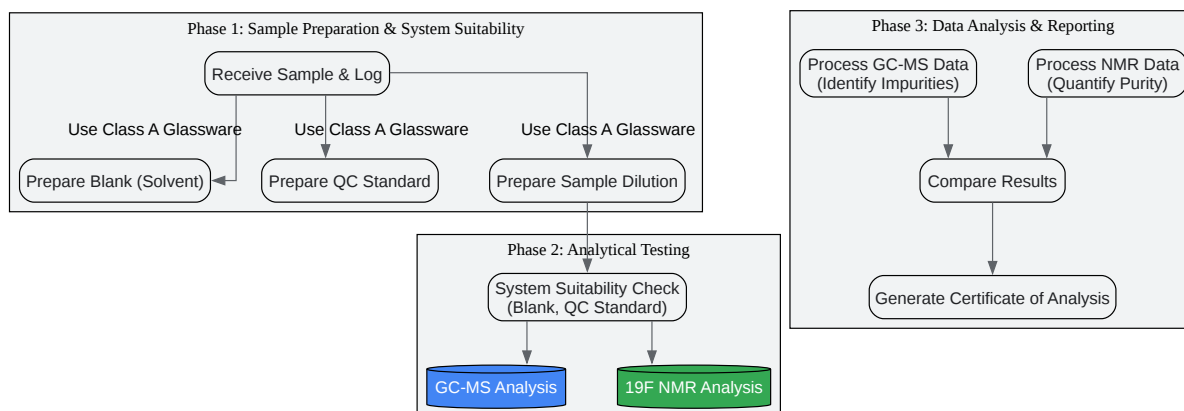 Phase 1: Sample Preparation & System Suitability
Receive Sample & Log
Use Class A Glassware
Use Class A Glassware
Use Class A Glassware
Prepare Blank (Solvent)
Prepare QC Standard
Prepare Sample Dilution
Phase 2: Analytical Testing
System Suitability Check
(Blank, QC Standard)
GC-MS Analysis
19F NMR Analysis
Phase 3: Data Analysis & Reporting
Process GC-MS Data
(Identify Impurities)
Process NMR Data
(Quantify Purity)
Compare Results
Generate Certificate of Analysis